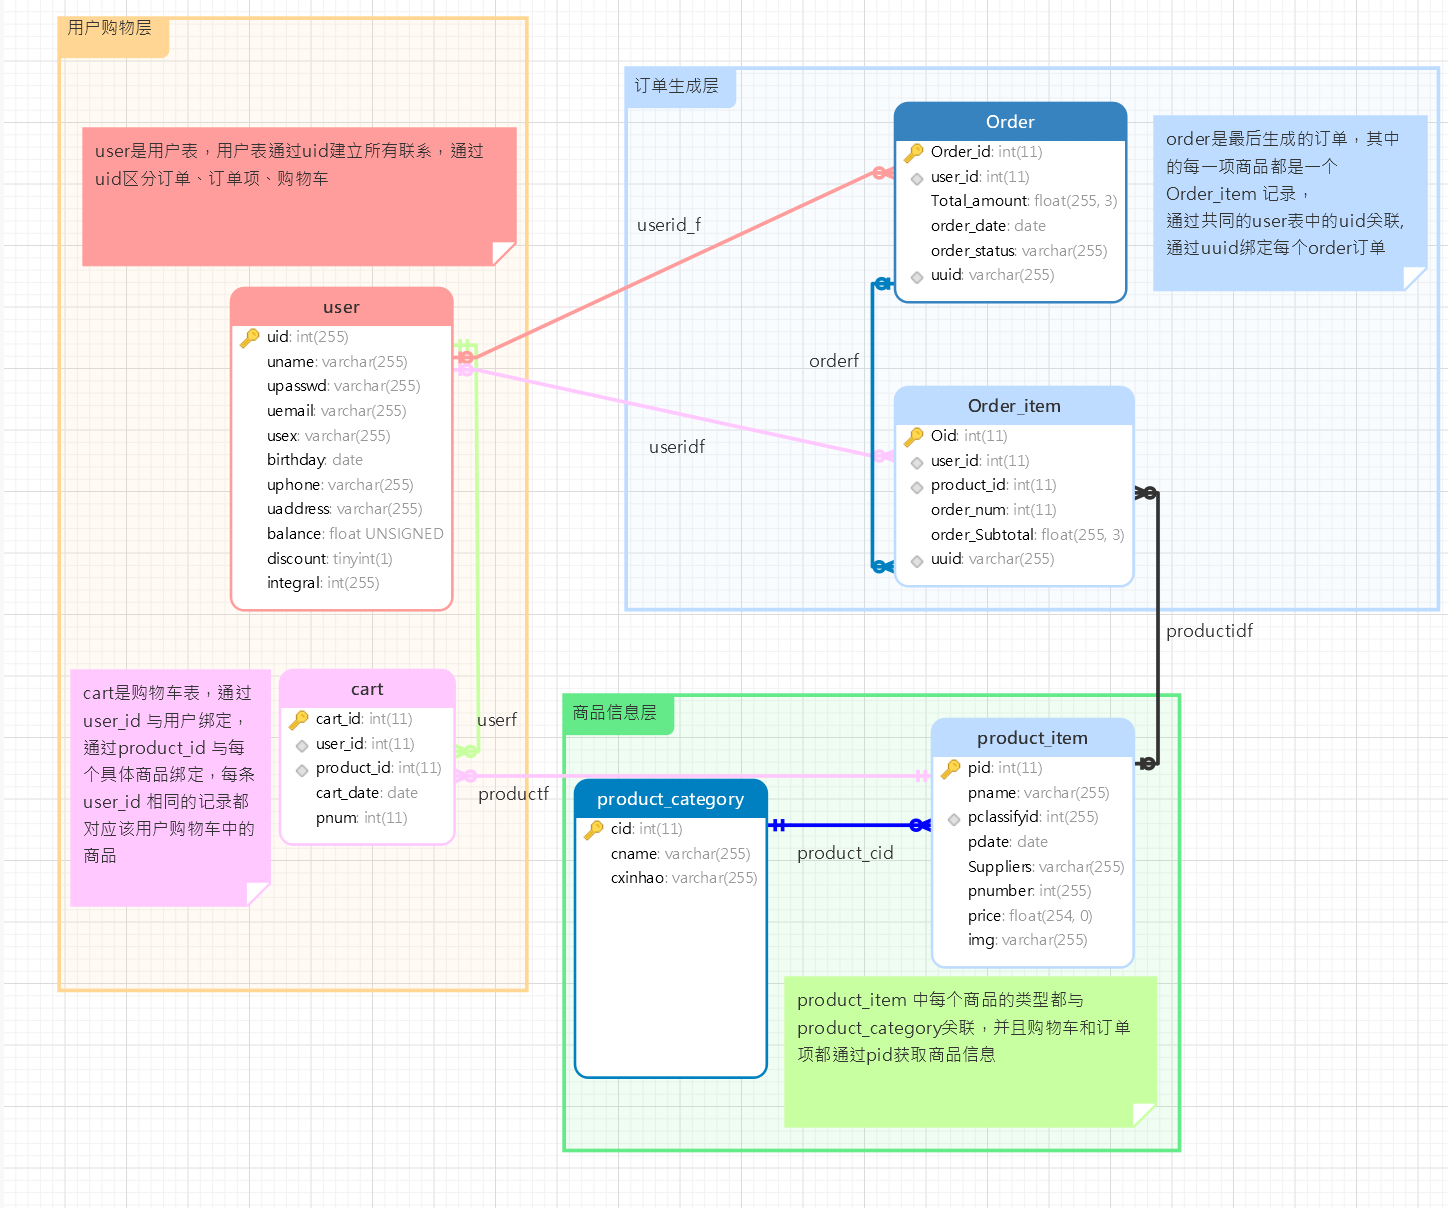 用户购物层
user是用户表，用户表通过uid建立所有联系，通过
uid区分订单、订单项、购物车
user
uid: int(255)
uname: varchar(255)
upasswd: varchar(255)
uemail: varchar(255)
usex: varchar(255)
birthday: date
uphone: varchar(255)
uaddress: varchar(255)
balance: float UNSIGNED
discount: tinyint(1)
integral: int(255)
cart是购物车表，通过
user_id 与用户绑定，
通过product_id 与每
个具体商品绑定，每条
user_id 相同的记录都
对应该用户购物车中的
商品
cart
cart_id: int(11)
user_id: int(11)
product_id: int(11)
cart_date: date
pnum: int(11)
userid_f
useridf
userf
productf
订单生成层
Order
Order_id: int(11)
user_id: int(11)
Total_amount: float(255, 3)
order_date: date
order_status: varchar(255)
uuid: varchar(255)
order是最后生成的订单，其中
的每一项商品都是一个
Order_item 记录，
通过共同的user表中的uid关联,
通过uuid绑定每个order订单
orderf
Order_item
Oid: int(11)
user_id: int(11)
product_id: int(11)
order_num: int(11)
order_Subtotal: float(255, 3)
uuid: varchar(255)
productidf
商品信息层
product_category
cid: int(11)
cname: varchar(255)
cxinhao: varchar(255)
product_cid
product_item
pid: int(11)
pname: varchar(255)
pclassifyid: int(255)
pdate: date
Suppliers: varchar(255)
pnumber: int(255)
price: float(254, 0)
img: varchar(255)
product_item 中每个商品的类型都与
product_category关联，并且购物车和订单
项都通过pid获取商品信息